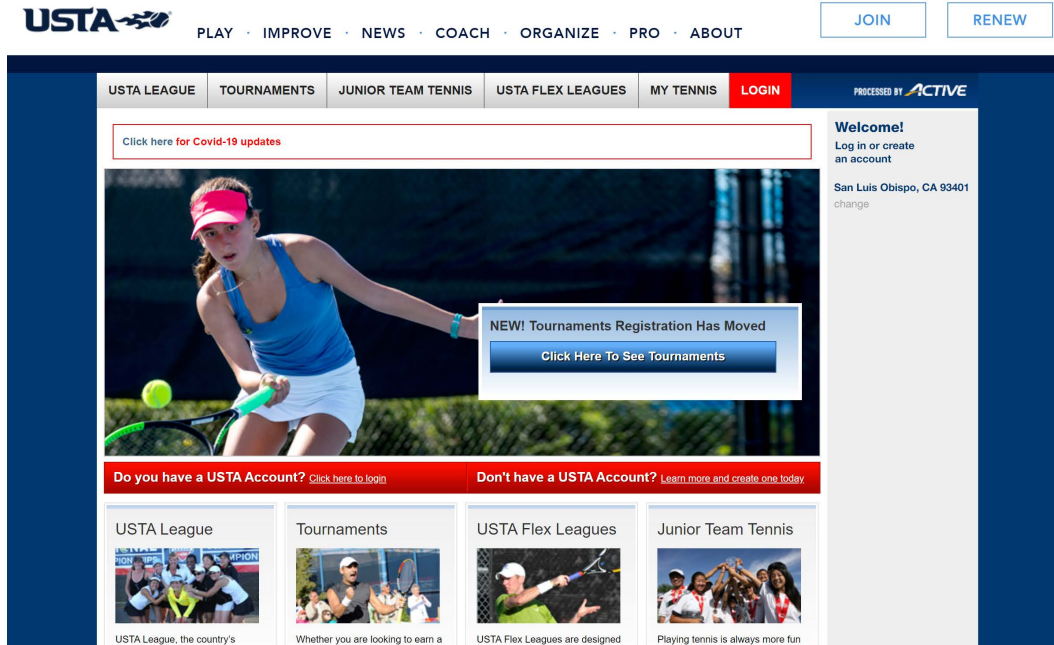 USTA
PLAY · IMPROVE · NEWS · COACH · ORGANIZE · PRO · ABOUT
JOIN
RENEW
USTA LEAGUE
TOURNAMENTS
JUNIOR TEAM TENNIS
USTA FLEX LEAGUES
MY TENNIS
LOGIN
PROCESSED BY ACTIVE
Click here for Covid-19 updates
Welcome!
Log in or create
an account
San Luis Obispo, CA 93401
change
NEW! Tournaments Registration Has Moved
Click Here To See Tournaments
Do you have a USTA Account? Click here to login
Don't have a USTA Account? Learn more and create one today
USTA League
Tournaments
USTA Flex Leagues
Junior Team Tennis
USTA League, the country's
Whether you are looking to earn a
USTA Flex Leagues are designed
Playing tennis is always more fun